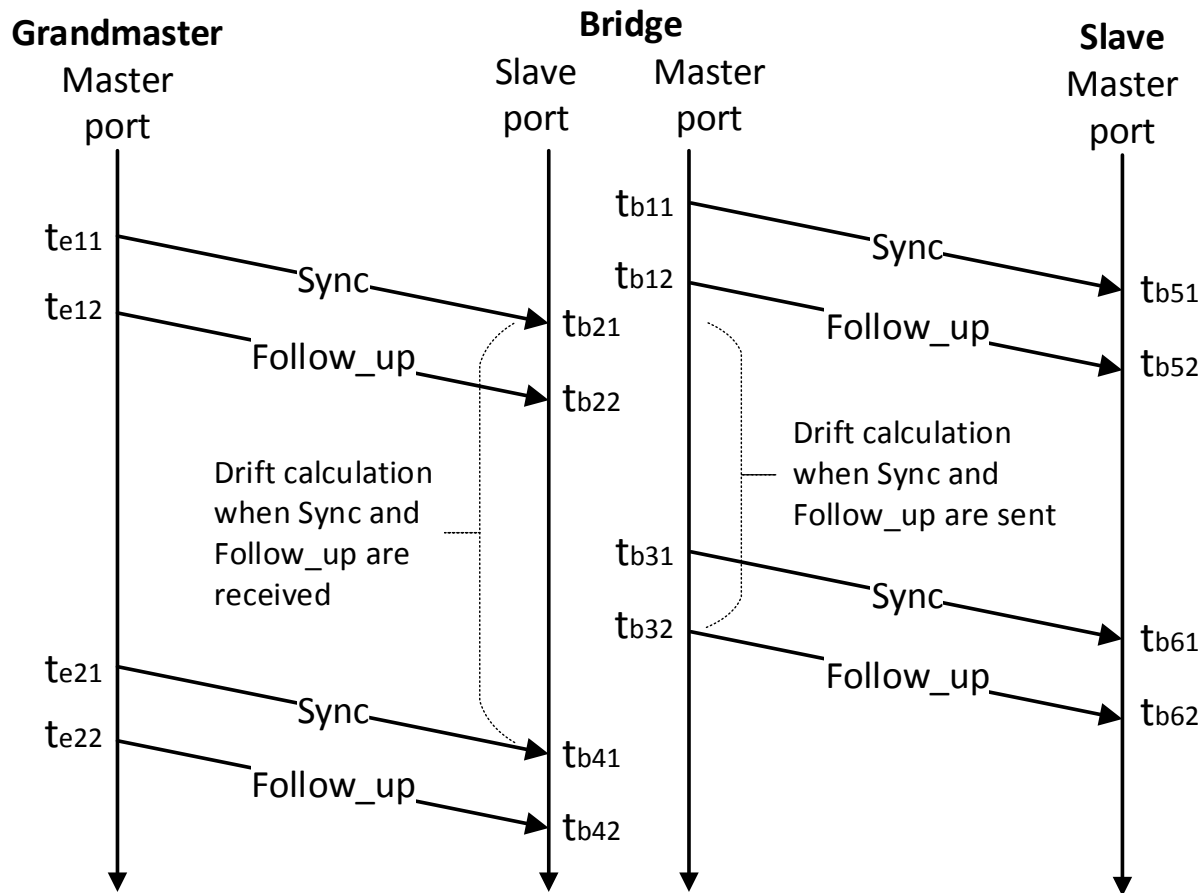 Grandmaster
Master
port
Bridge
Slave
port
Master
port
Slave
Master
port
te11
Sync
te12
Follow_up
tb21
tb22
tb11
Sync
tb12
Follow_up
tb51
tb52
Drift calculation
when Sync and
Follow_up are
received
Drift calculation
when Sync and
Follow_up are sent
te21
Sync
te22
Follow_up
tb41
tb42
tb31
Sync
tb32
Follow_up
tb61
tb62